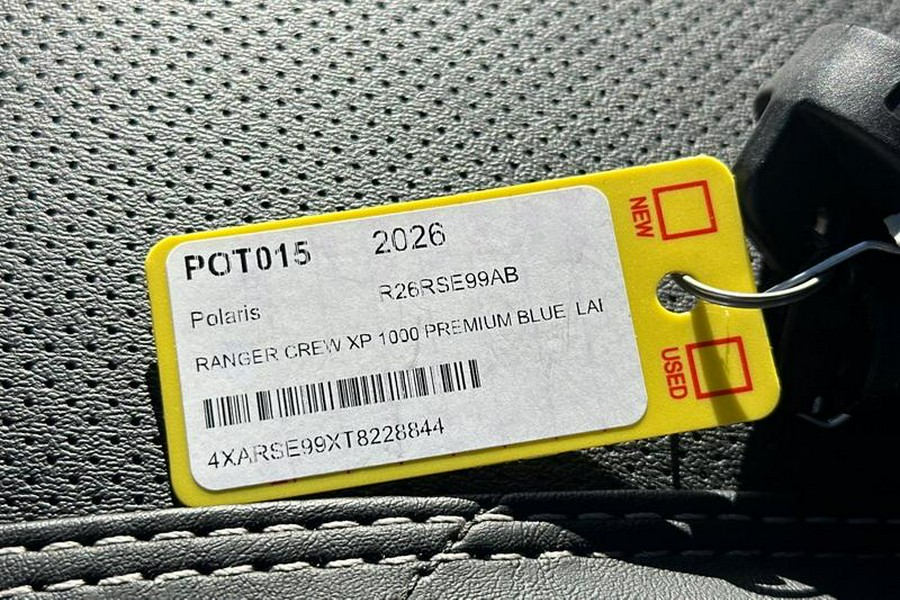 POT015 2026
Polaris R26RSE99AB
RANGER CREW XP 1000 PREMIUM BLUE LAI
4XARSE99XT8228844
NEW
USED